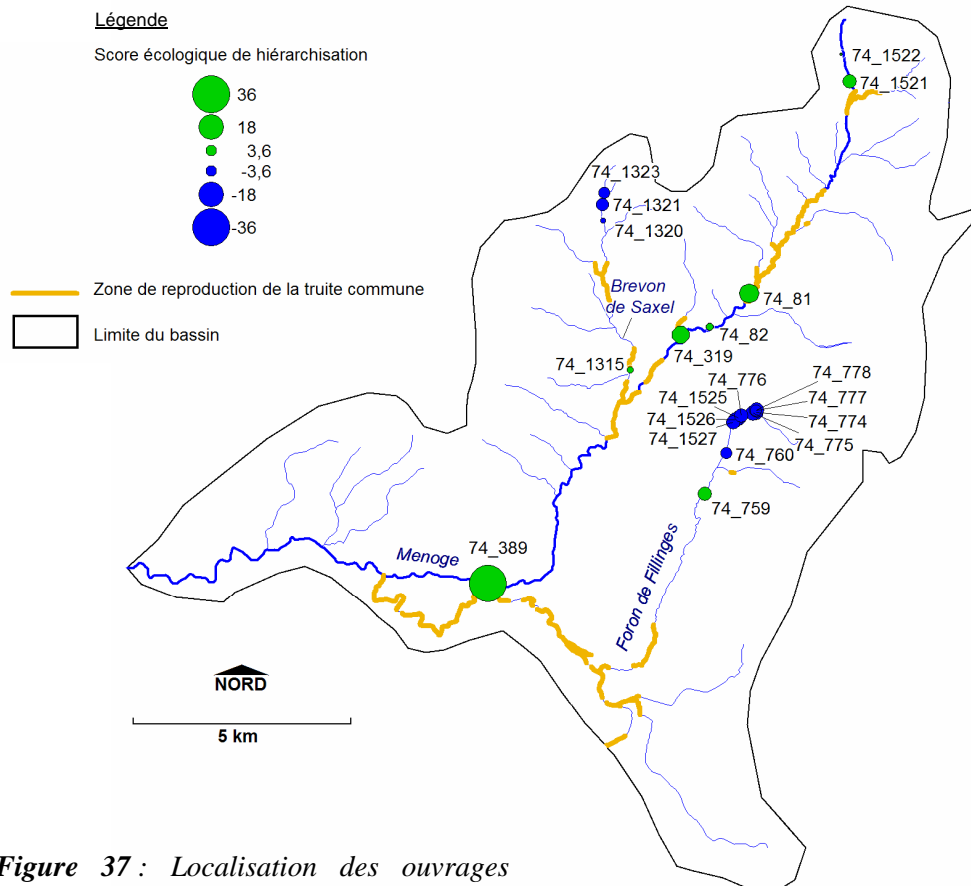 Légende
Score écologique de hiérarchisation
36
18
3,6
-3,6
-18
-36
Zone de reproduction de la truite commune
Limite du bassin
74_1522
74_1521
74_1323
74_1321
74_1320
Brevon
de Saxel
74_81
74_82
74_319
74_1315
74_776
74_778
74_1525
74_777
74_1526
74_774
74_1527
74_775
74_760
74_759
74_389
Menoge
Foron de Fillinges
NORD
5 km
Figure 37 : Localisation des ouvrages